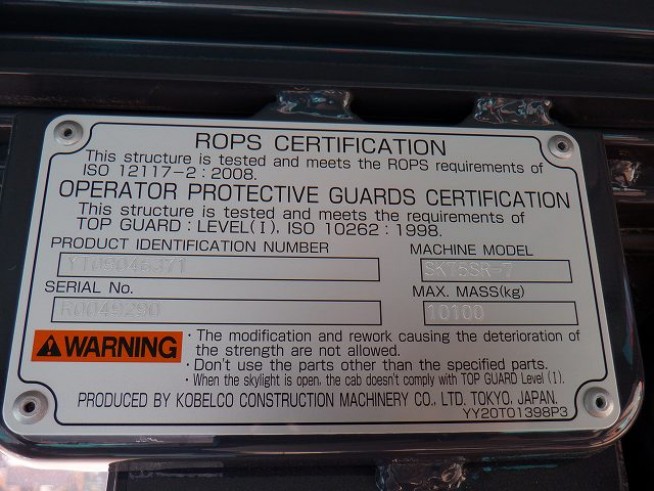 ROPS CERTIFICATION
This structure is tested and meets the ROPS requirements of
ISO 12117-2 : 2008.
OPERATOR PROTECTIVE GUARDS CERTIFICATION
This structure is tested and meets the requirements of
TOP GUARD : LEVEL(I). ISO 10262 : 1998.
PRODUCT IDENTIFICATION NUMBER
MACHINE MODEL
SK75SR-7
SERIAL No.
R0049290
MAX. MASS(kg)
10100
WARNING
· The modification and rework causing the deterioration of
the strength are not allowed.
· Don't use the parts other than the specified parts.
· When the skylight is open, the cab doesn't comply with TOP GUARD Level (I).
PRODUCED BY KOBELCO CONSTRUCTION MACHINERY CO., LTD. TOKYO, JAPAN.
YY20T01398P3